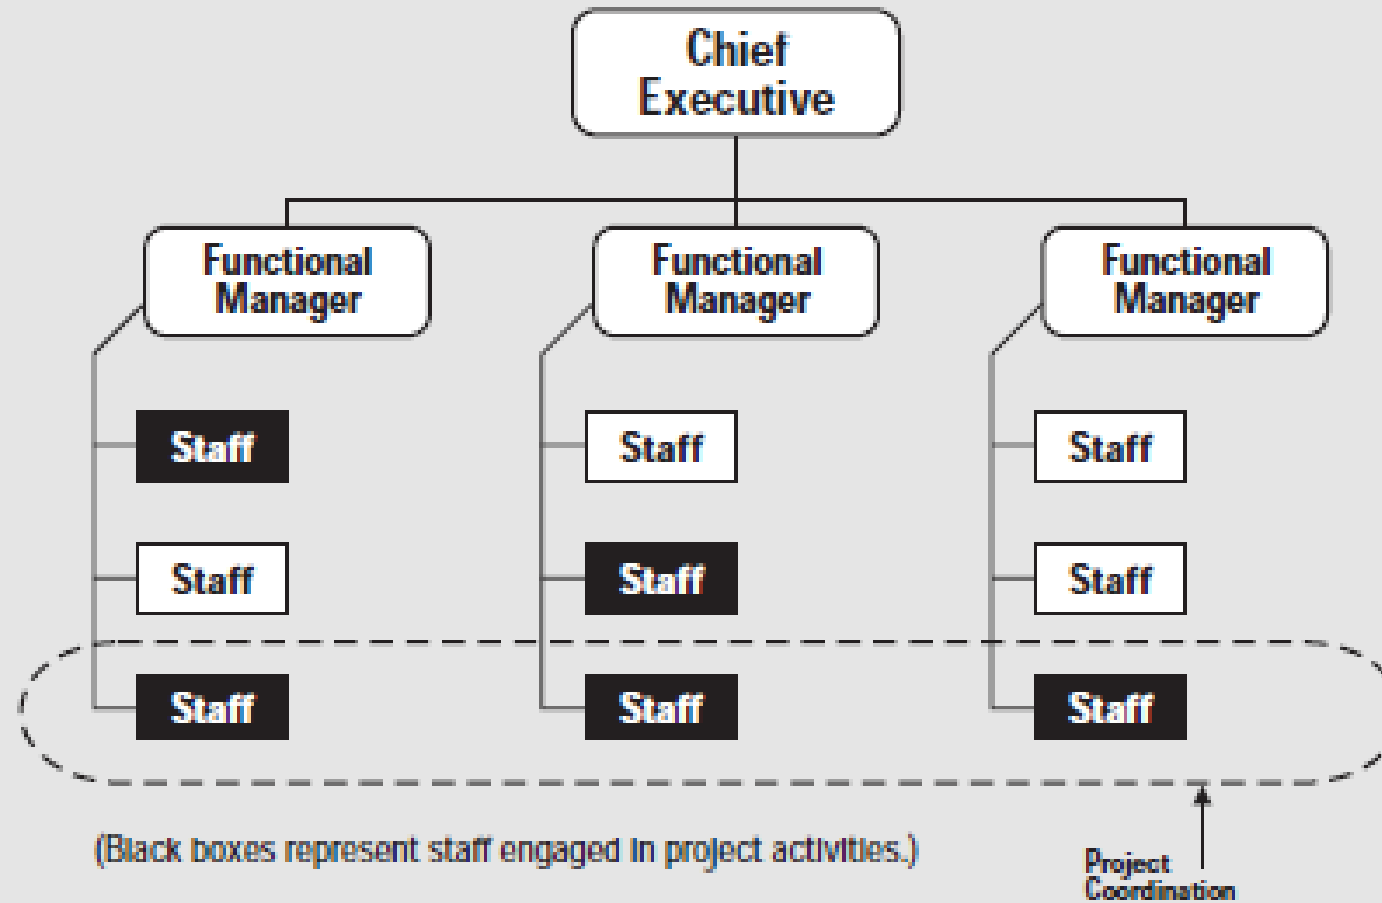 Chief
Executive
Functional
Manager
Functional
Manager
Functional
Manager
Staff
Staff
Staff
Staff
Staff
Staff
Staff
Staff
Staff
(Black boxes represent staff engaged in project activities.)
Project
Coordination